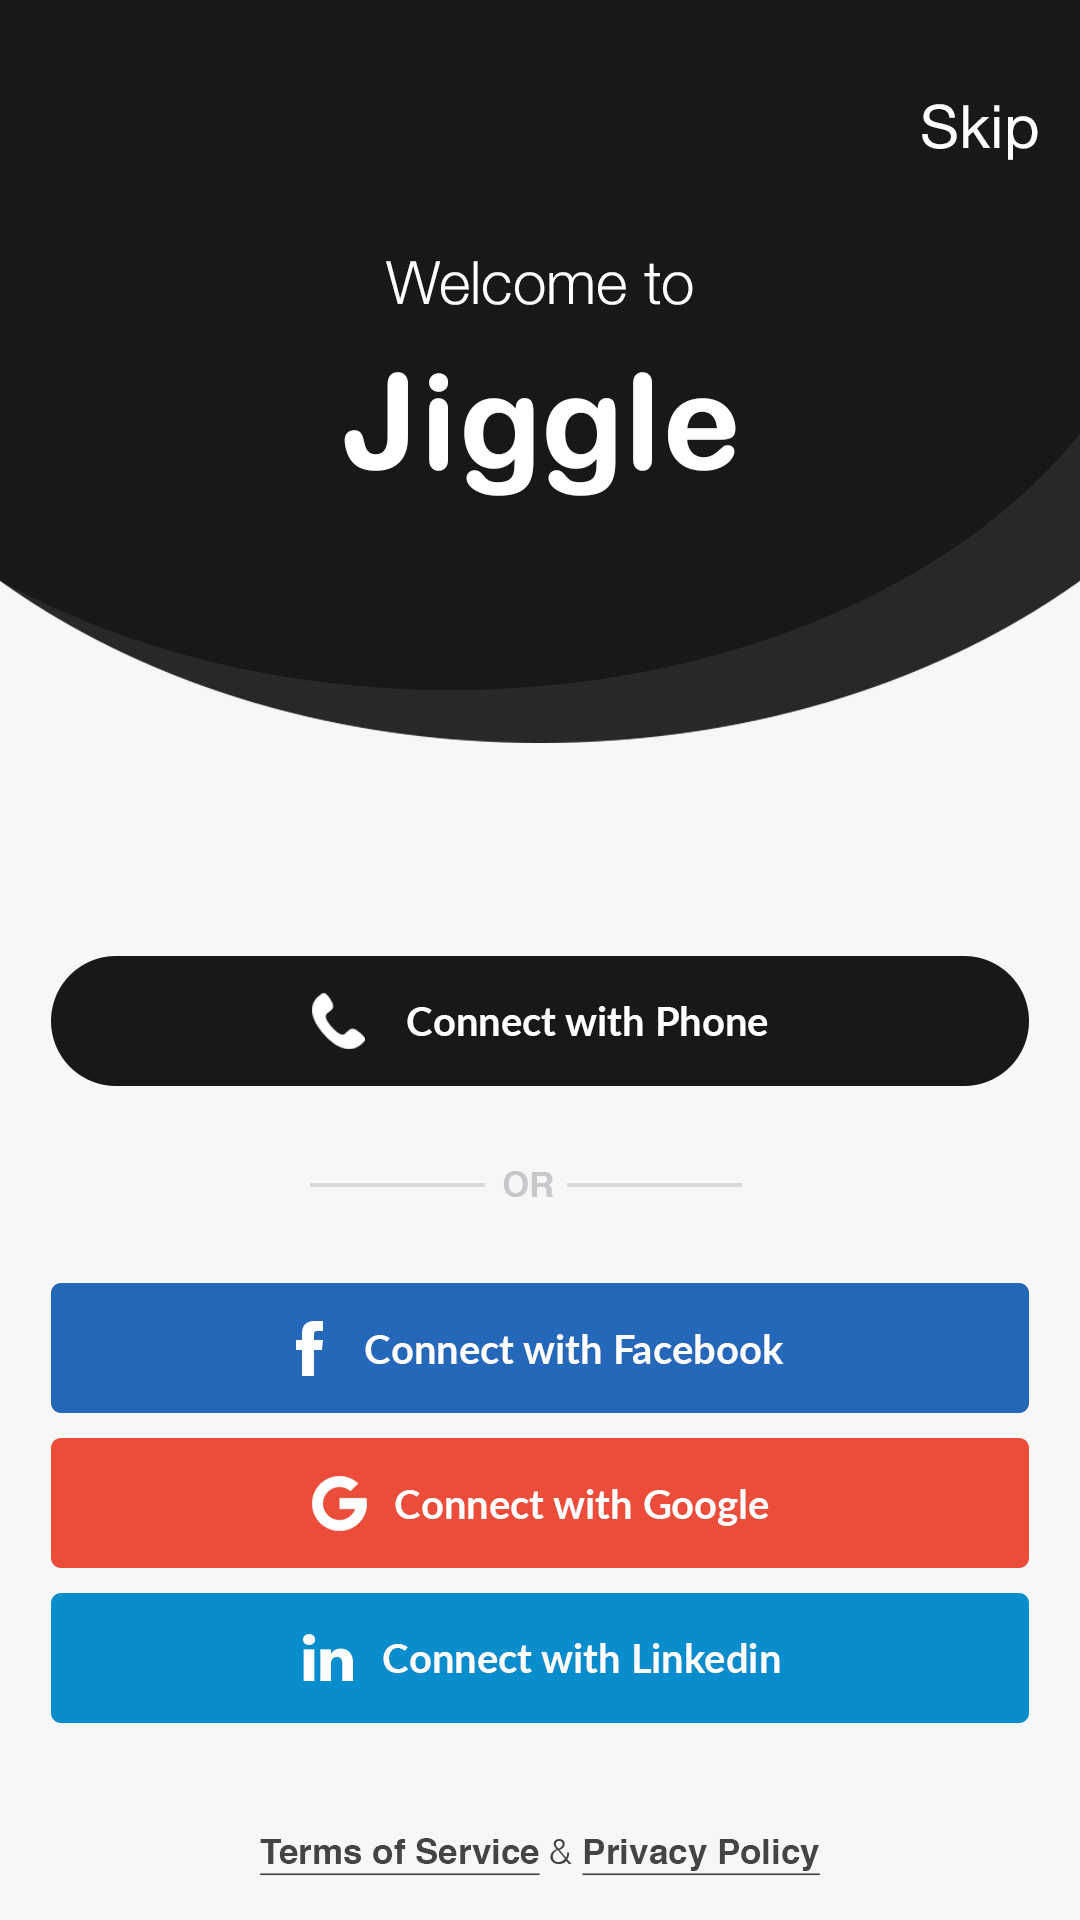 Skip
Welcome to
Jiggle
Connect with Phone
OR
Connect with Facebook
Connect with Google
Connect with Linkedin
Terms of Service & Privacy Policy